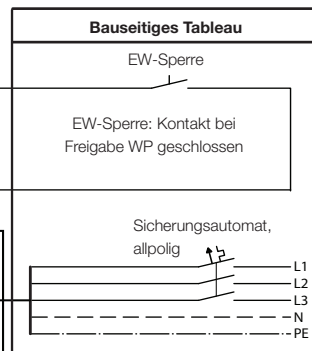 Bauseitiges Tableau
EW-Sperre
EW-Sperre: Kontakt bei
Freigabe WP geschlossen
Sicherungsautomat,
allpolig
L1
L2
L3
N
PE